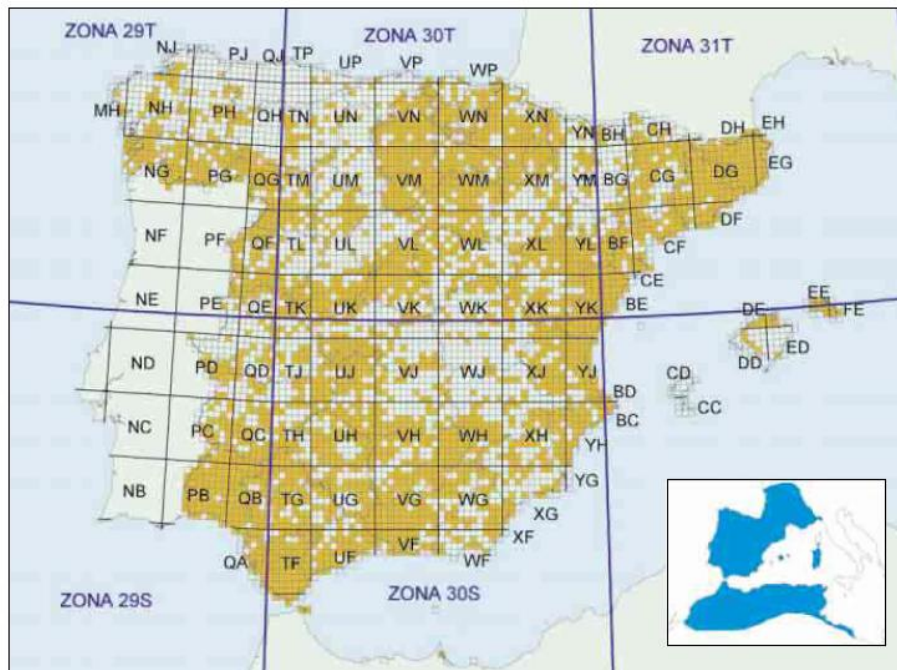 ZONA 29T ZONA 30T ZONA 31T
NJ PJ QJ TP UP VP WP
MH NH PH QH TN UN VN WN XN YN BH CH DH EH
NG PG QG TM UM VM WM XM YM BG CG DG EG
NF PF QF TL UL VL WL XL YL BF CF DF
NE PE QE TK UK VK WK XK YK BE CE DE EE FE
ND PD QD TJ UJ VJ WJ XJ YJ BD CD DD ED
NC PC QC TH UH VH WH XH YH BC CC
NB PB QB TG UG VG WG XG YG
QA TF UF VF WF XF
ZONA 29S ZONA 30S